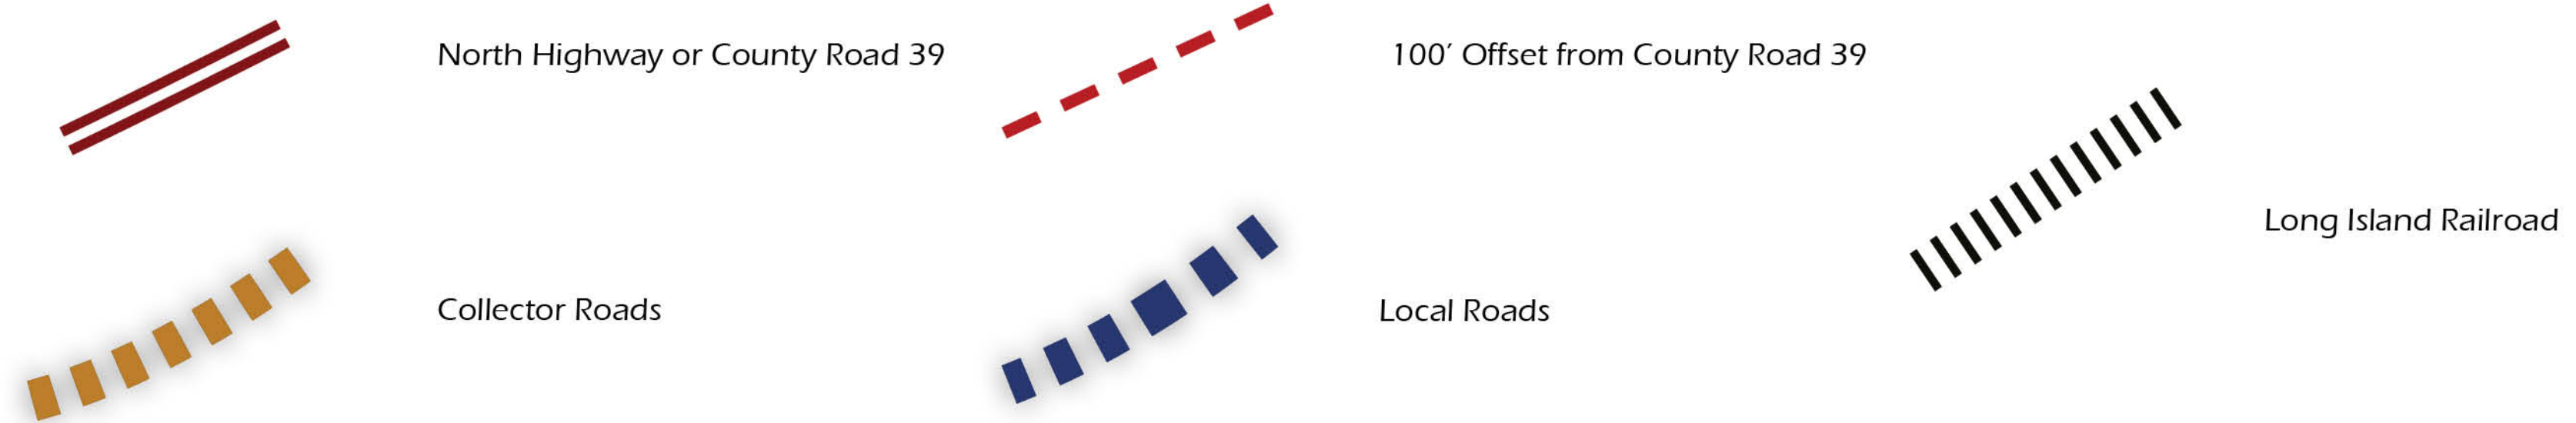 North Highway or County Road 39
100′ Offset from County Road 39
Long Island Railroad
Collector Roads
Local Roads